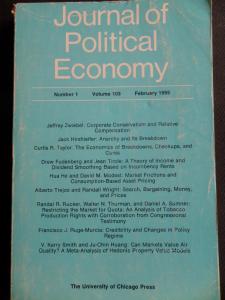 Journal of
Political
Economy
Number 1 Volume 103 February 1995
Jeffrey Zwiebel: Corporate Conservatism and Relative
Compensation
Jack Hirshleifer: Anarchy and Its Breakdown
Curtis R. Taylor: The Economics of Breakdowns, Checkups, and
Cures
Drew Fudenberg and Jean Tirole: A Theory of Income and
Dividend Smoothing Based on Incumbency Rents
Hua He and David M. Modest: Market Frictions and
Consumption-Based Asset Pricing
Alberto Trejos and Randall Wright: Search, Bargaining, Money,
and Prices
Randal R. Rucker, Walter N. Thurman, and Daniel A. Sumner:
Restricting the Market for Quota: An Analysis of Tobacco
Production Rights with Corroboration from Congressional
Testimony
Francisco J. Ruge-Murcia: Credibility and Changes in Policy
Regime
V. Kerry Smith and Ju-Chin Huang: Can Markets Value Air
Quality? A Meta-Analysis of Hedonic Property Value Models
The University of Chicago Press